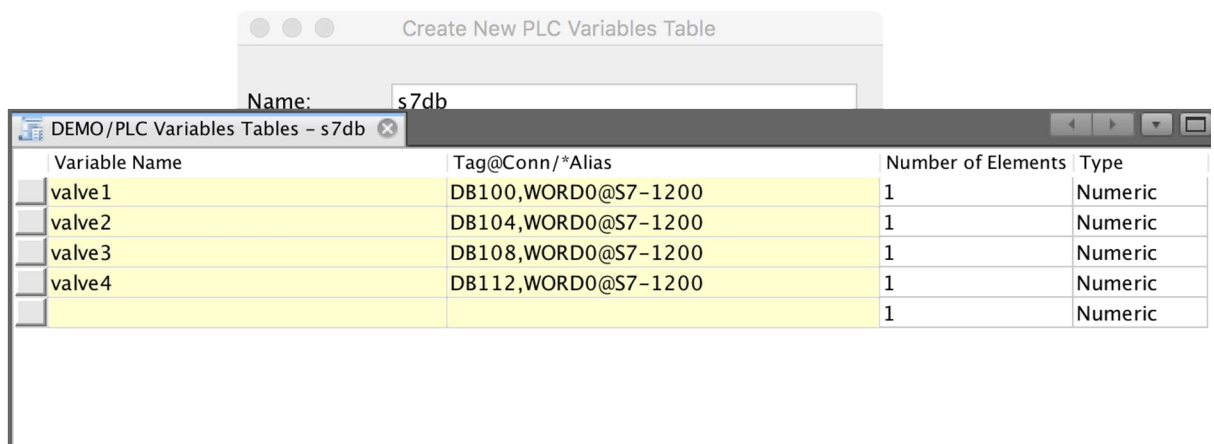 Create New PLC Variables Table
Name: s7db
DEMO/PLC Variables Tables – s7db
Variable Name Tag@Conn/*Alias Number of Elements Type
valve1 DB100,WORD0@S7-1200 1 Numeric
valve2 DB104,WORD0@S7-1200 1 Numeric
valve3 DB108,WORD0@S7-1200 1 Numeric
valve4 DB112,WORD0@S7-1200 1 Numeric
1 Numeric